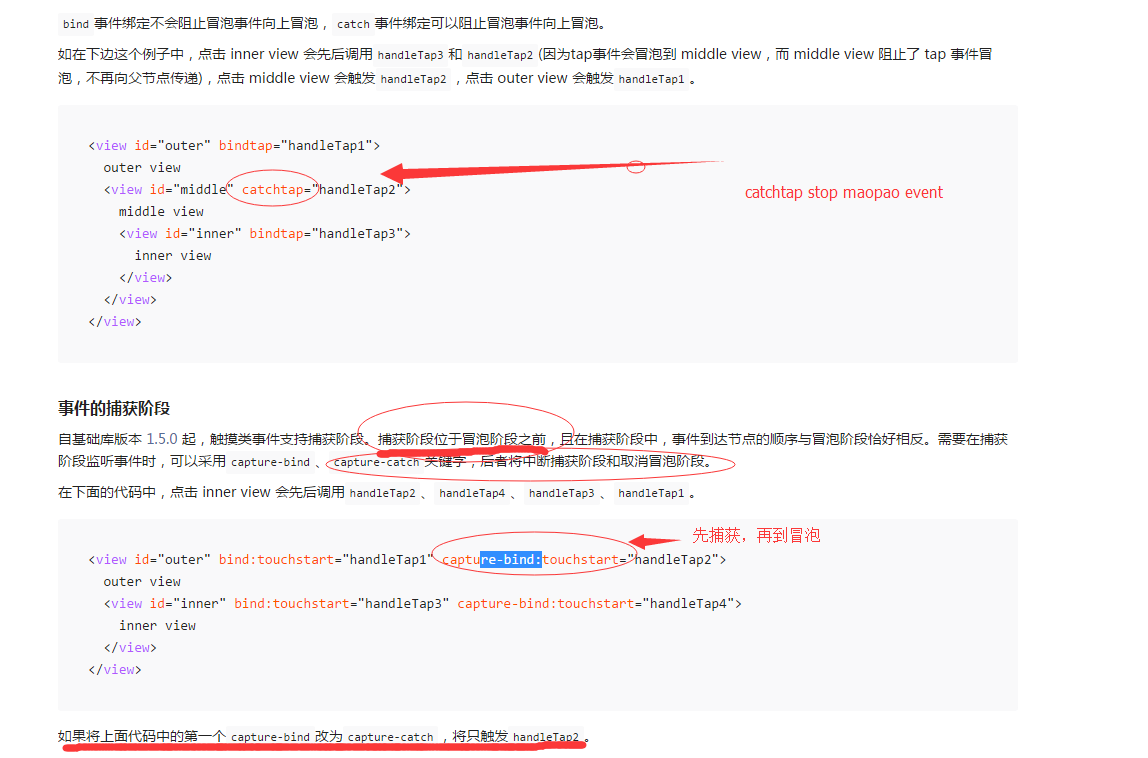 bind 事件绑定不会阻止冒泡事件向上冒泡，catch 事件绑定可以阻止冒泡事件向上冒泡。
如在下边这个例子中，点击 inner view 会先后调用 handleTap3 和 handleTap2 (因为tap事件会冒泡到 middle view，而 middle view 阻止了 tap 事件冒
泡，不再向父节点传递)，点击 middle view 会触发 handleTap2 ，点击 outer view 会触发 handleTap1 。
<view id="outer" bindtap="handleTap1">
outer view
<view id="middle" catchtap="handleTap2">
catchtap stop maopao event
middle view
<view id="inner" bindtap="handleTap3">
inner view
</view>
</view>
</view>
事件的捕获阶段
自基础库版本 1.5.0 起，触摸类事件支持捕获阶段。捕获阶段位于冒泡阶段之前，且在捕获阶段中，事件到达节点的顺序与冒泡阶段恰好相反。需要在捕获
阶段监听事件时，可以采用 capture-bind 、 capture-catch 关键字，后者将中断捕获阶段和取消冒泡阶段。
在下面的代码中，点击 inner view 会先后调用 handleTap2 、 handleTap4 、 handleTap3 、 handleTap1 。
先捕获，再到冒泡
<view id="outer" bind:touchstart="handleTap1" capture-bind:touchstart="handleTap2">
outer view
<view id="inner" bind:touchstart="handleTap3" capture-bind:touchstart="handleTap4">
inner view
</view>
</view>
如果将上面代码中的第一个 capture-bind 改为 capture-catch ，将只触发 handleTap2 。